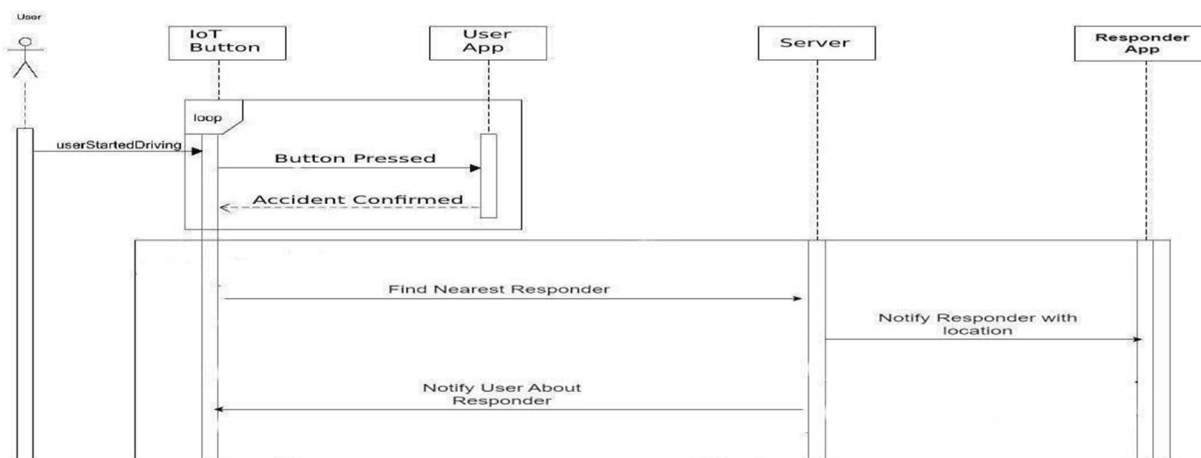 User
IoT
Button
User
App
Server
Responder
App
loop
userStartedDriving
Button Pressed
Accident Confirmed
Find Nearest Responder
Notify Responder with
location
Notify User About
Responder